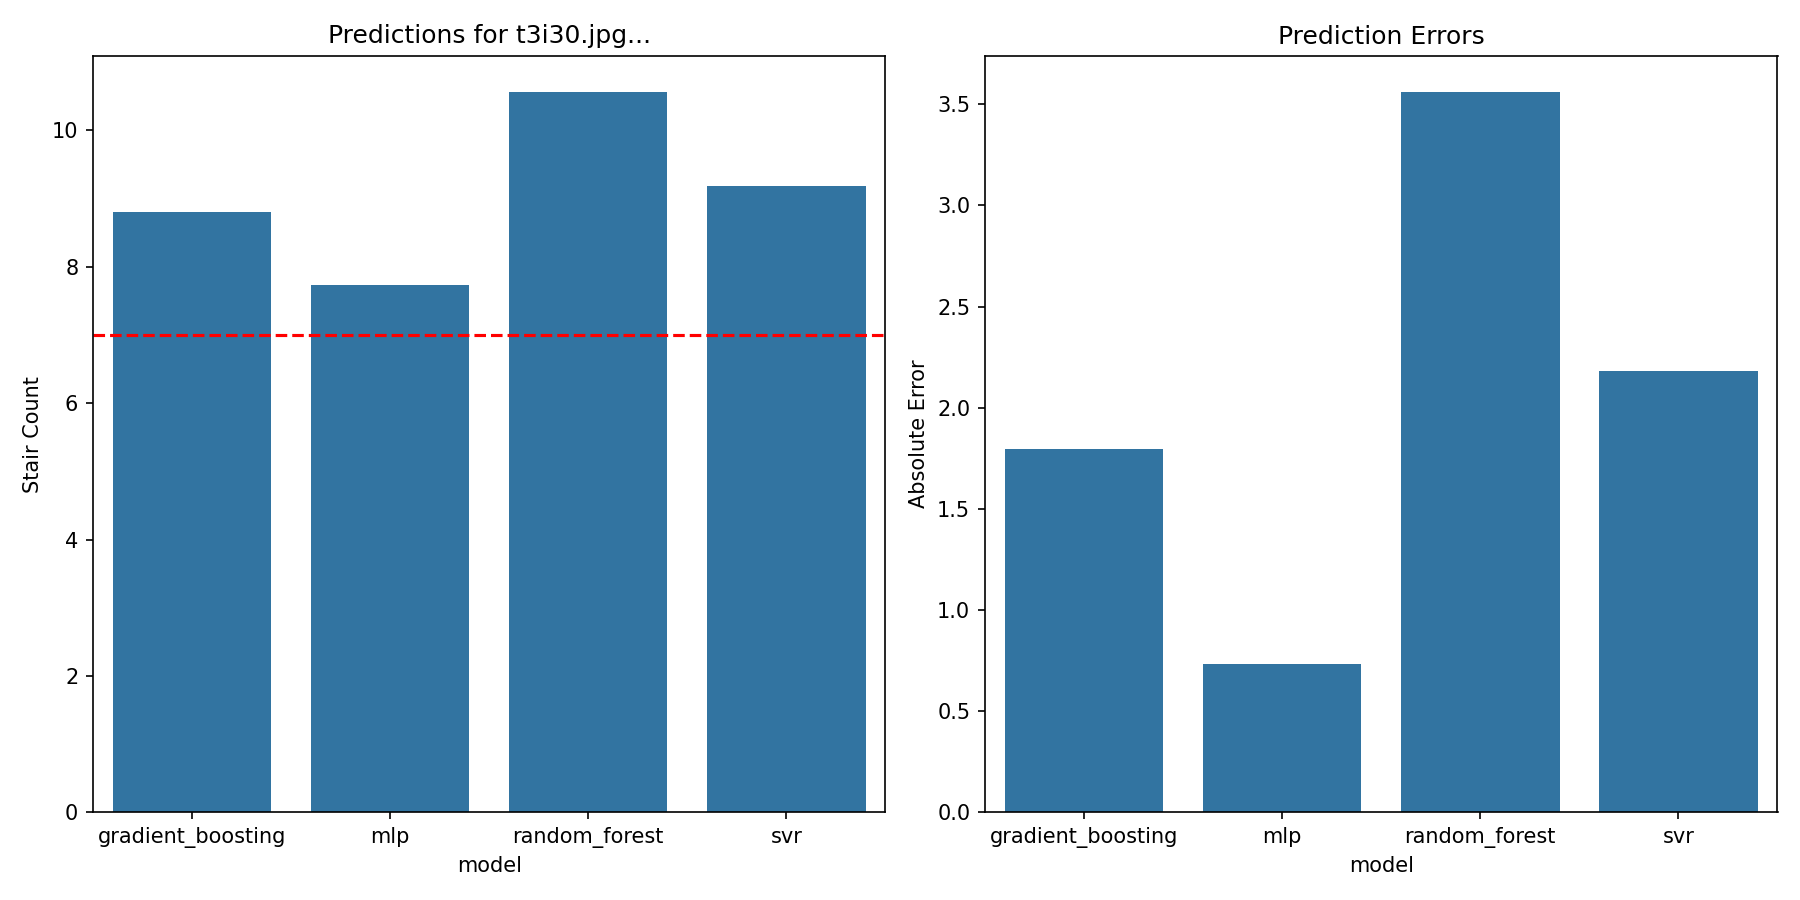 Predictions for t3i30.jpg...
Stair Count
10
8
6
4
2
0
gradient_boosting mlp random_forest svr
model
Prediction Errors
Absolute Error
3.5
3.0
2.5
2.0
1.5
1.0
0.5
0.0
gradient_boosting mlp random_forest svr
model